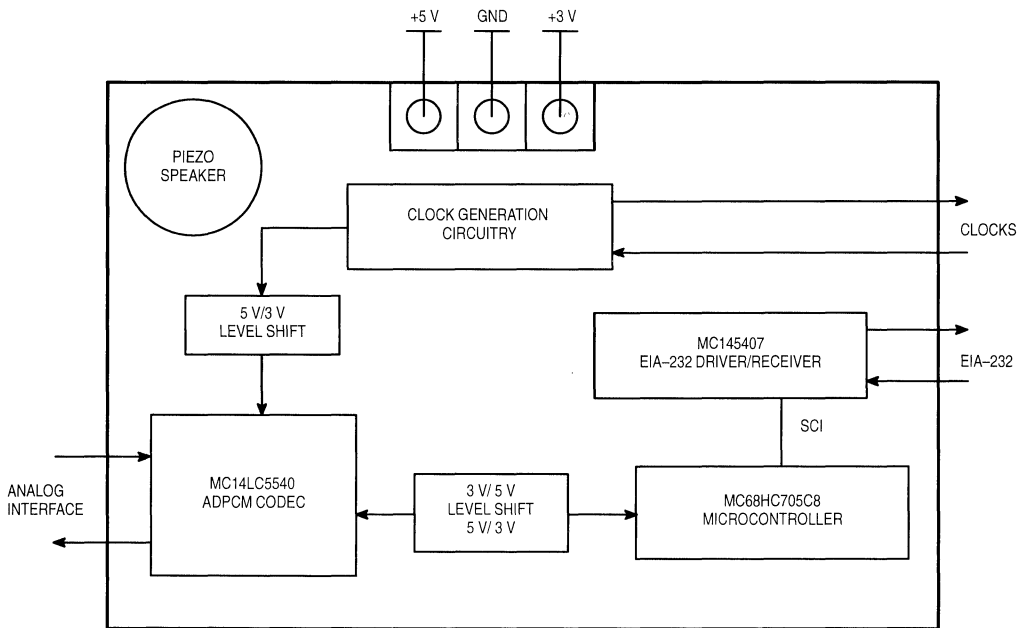 +5 V
GND
+3 V
PIEZO
SPEAKER
CLOCK GENERATION
CIRCUITRY
CLOCKS
5 V/3 V
LEVEL SHIFT
MC145407
EIA–232 DRIVER/RECEIVER
EIA–232
SCI
ANALOG
INTERFACE
MC14LC5540
ADPCM CODEC
3 V/ 5 V
LEVEL SHIFT
5 V/ 3 V
MC68HC705C8
MICROCONTROLLER